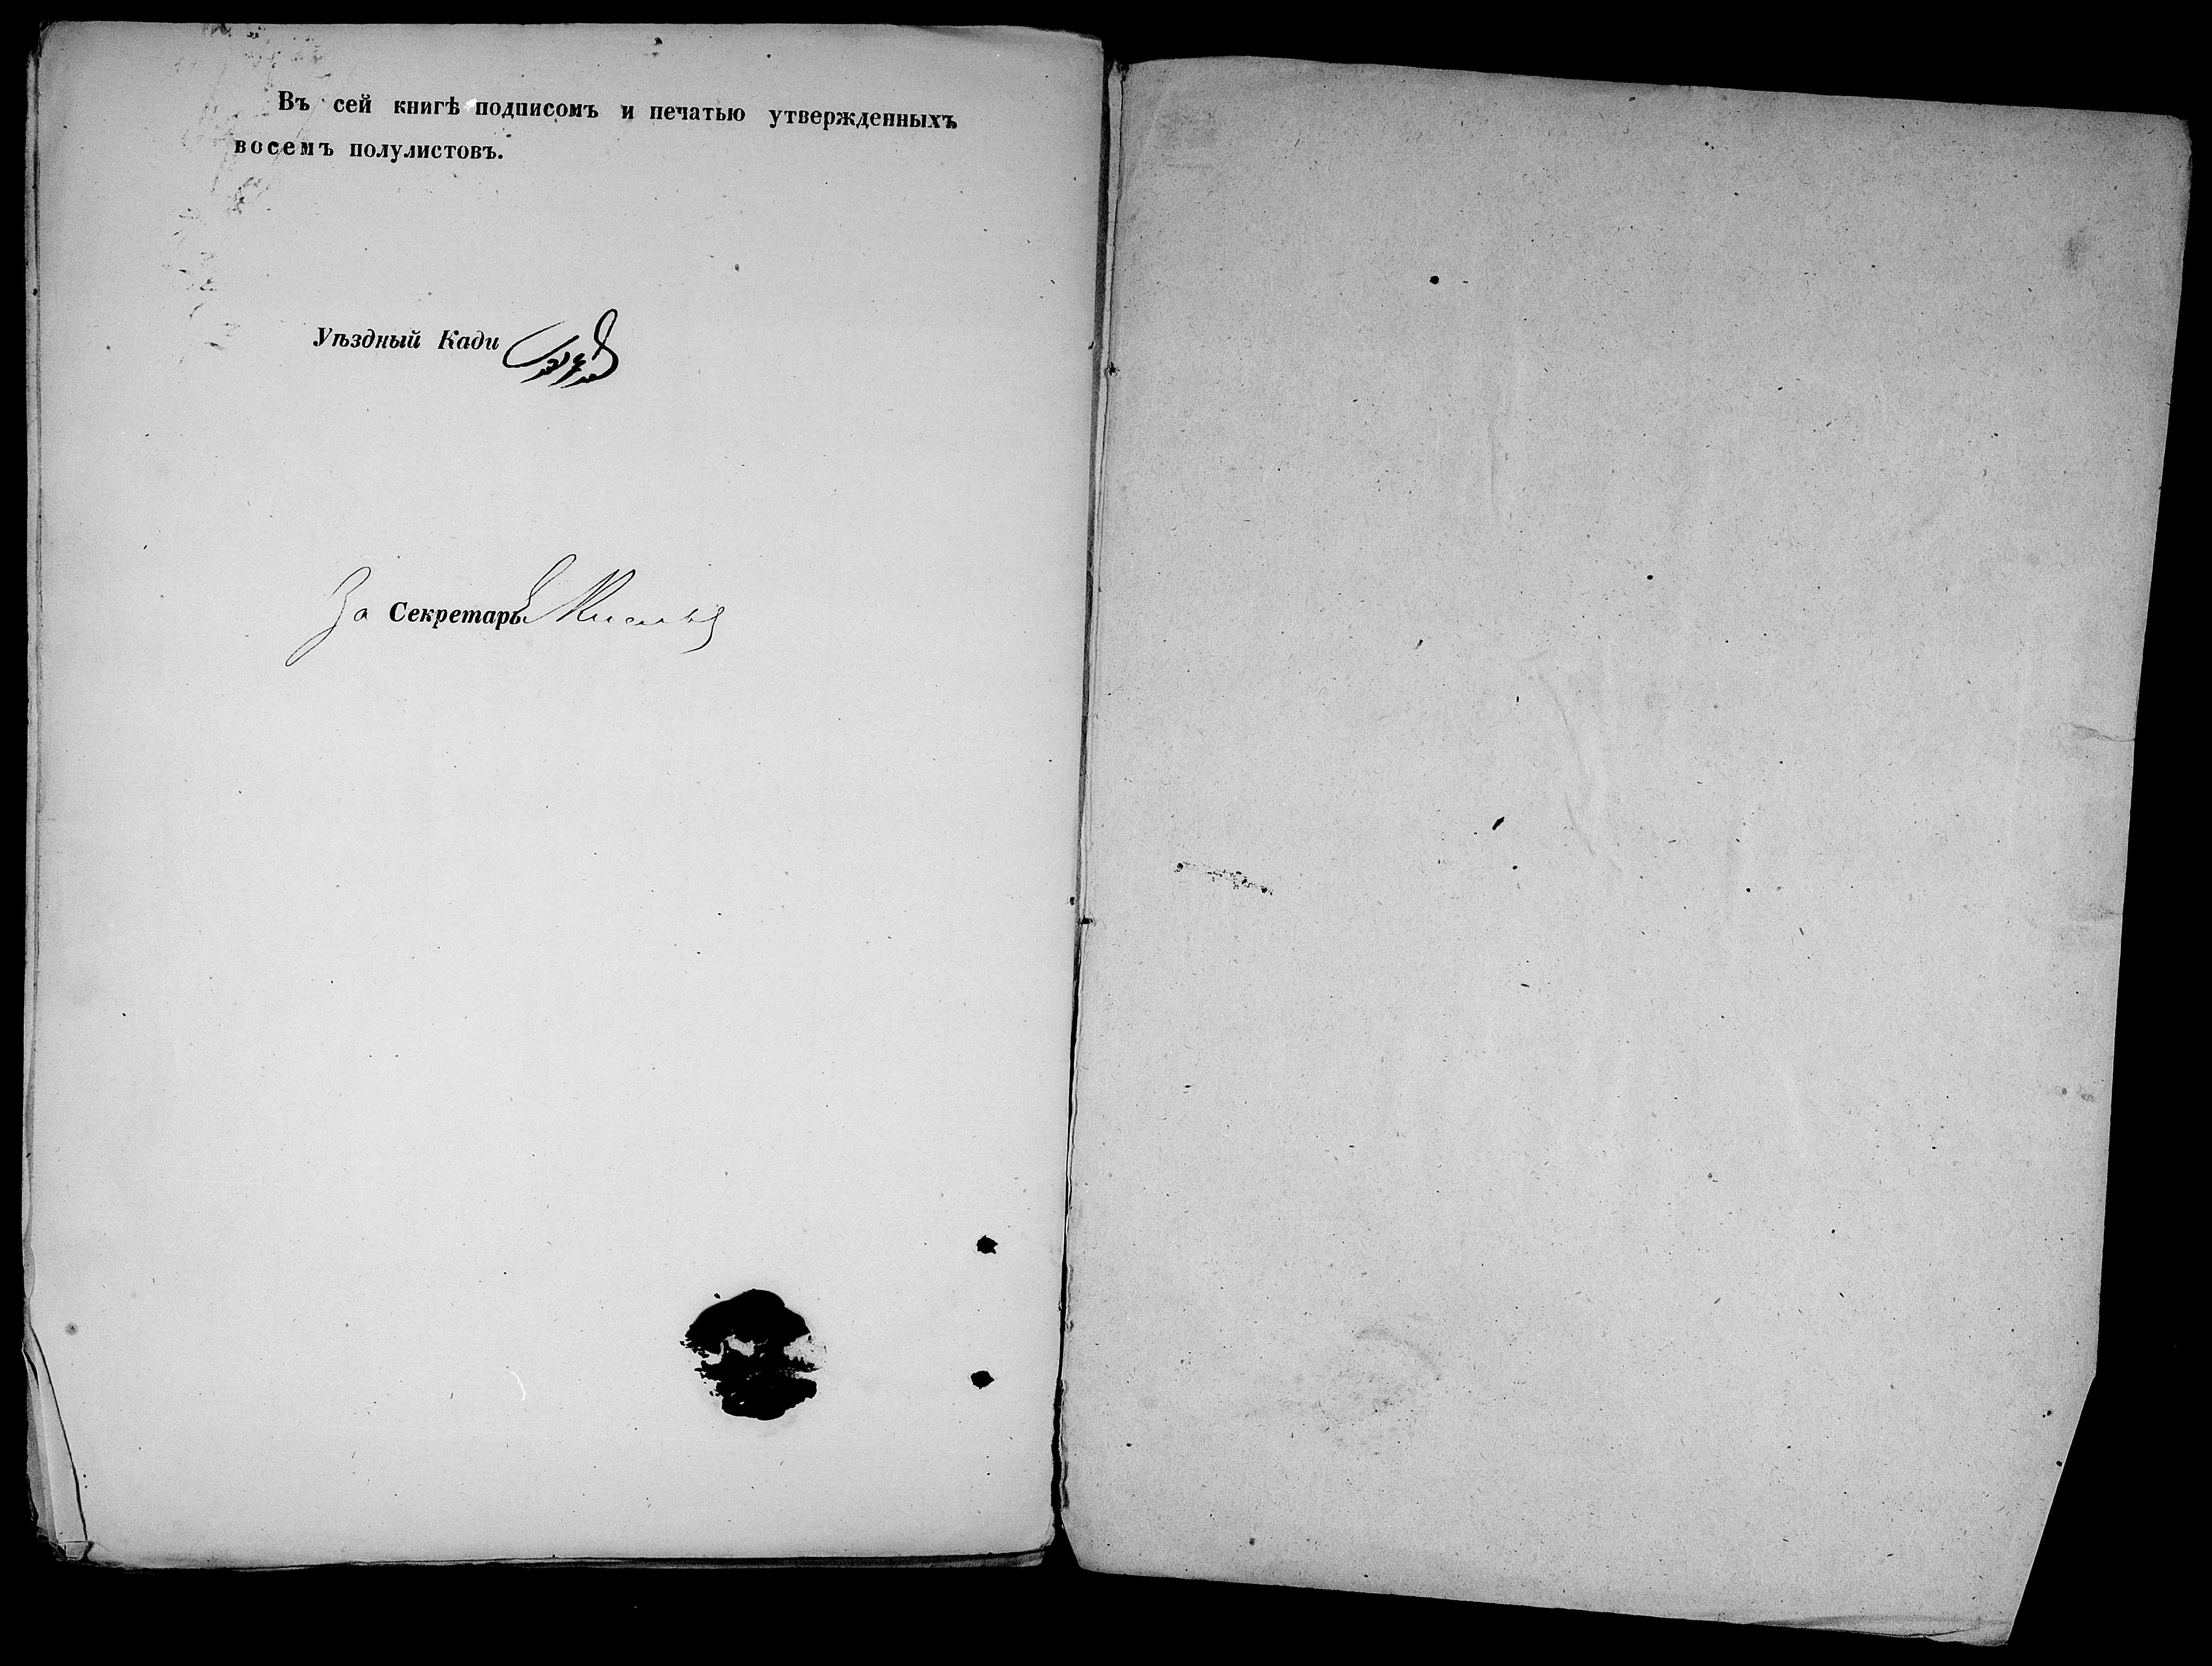 Въ сей книгѣ подписомъ и печатью утвержденныхъ
восемъ полулистовъ.
Уѣздный Кади
За Секретарь